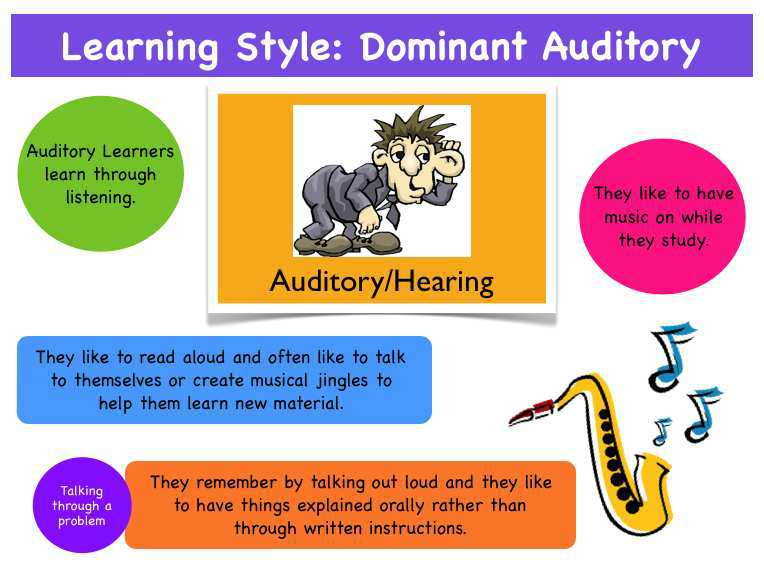 Learning Style: Dominant Auditory
Auditory Learners
learn through
listening.
Auditory/Hearing
They like to have
music on while
they study.
They like to read aloud and often like to talk
to themselves or create musical jingles to
help them learn new material.
Talking
through a
problem
They remember by talking out loud and they like
to have things explained orally rather than
through written instructions.